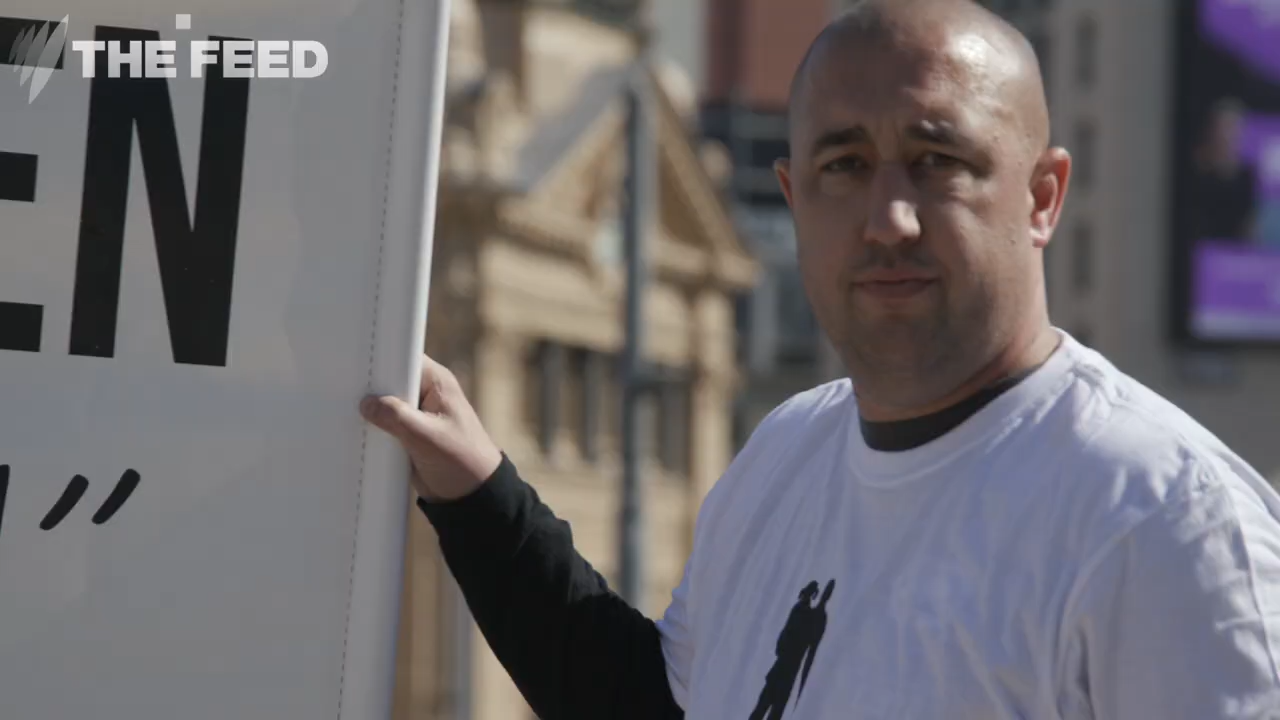 THE FEED
EN
”